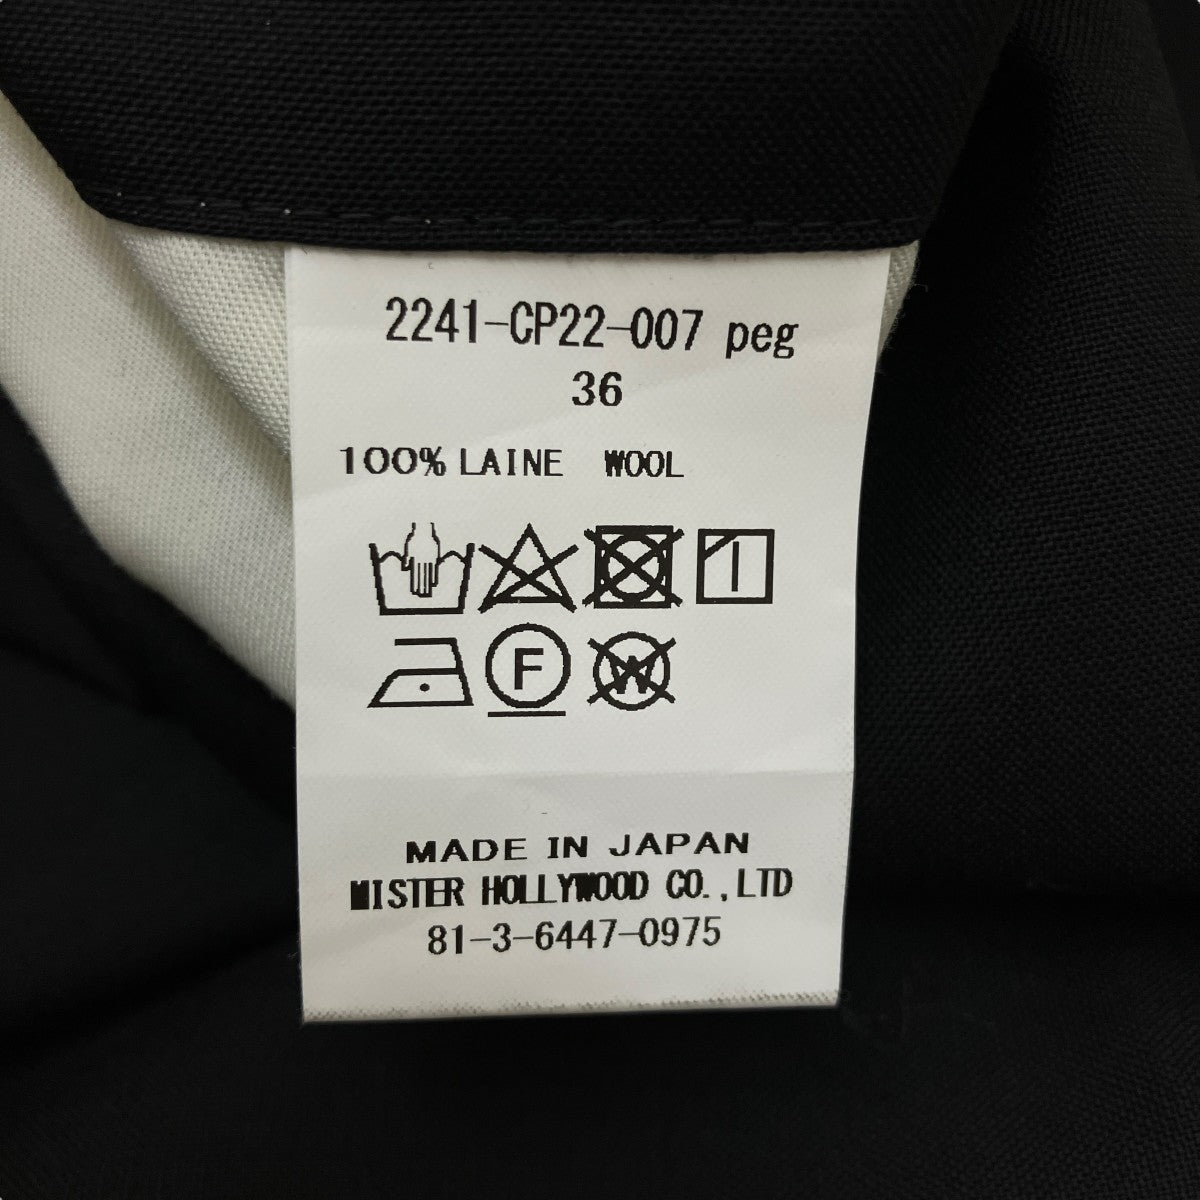 2241-CP22-007 peg
36
100% LAINE WOOL
F W
MADE IN JAPAN
MISTER HOLLYWOOD CO.,LTD
81-3-6447-0975